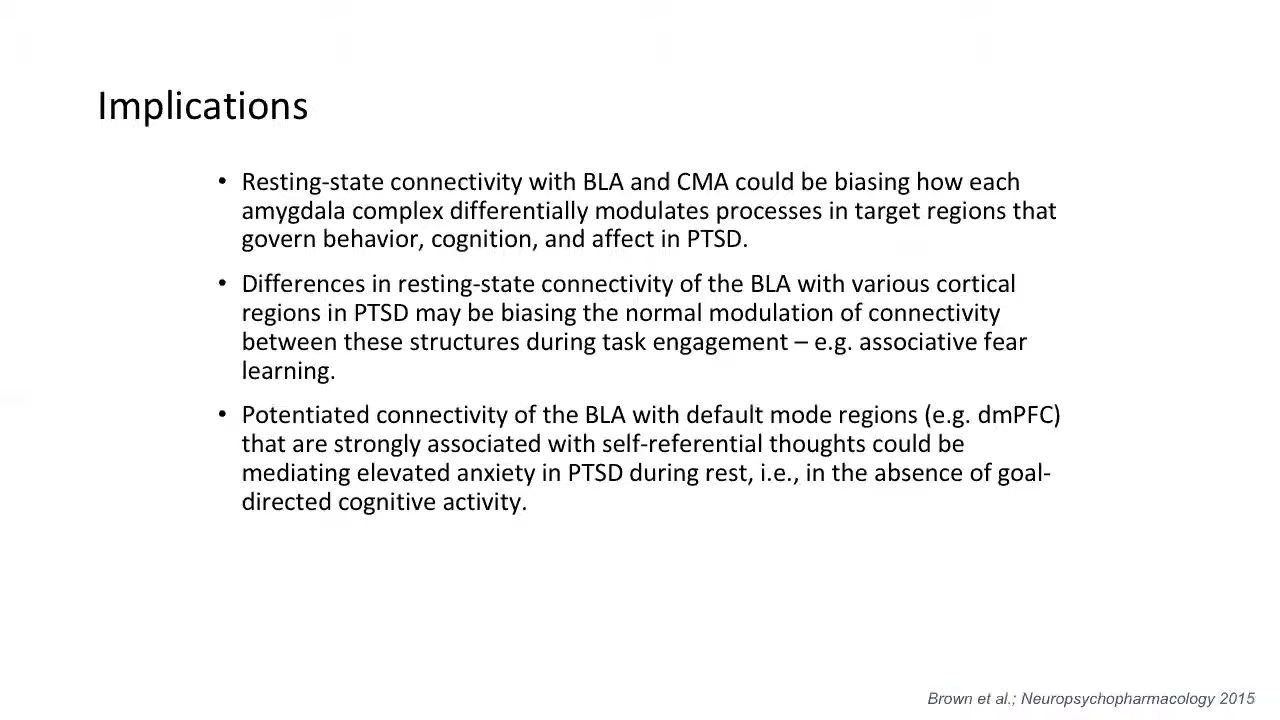 Implications
• Resting-state connectivity with BLA and CMA could be biasing how each
amygdala complex differentially modulates processes in target regions that
govern behavior, cognition, and affect in PTSD.
• Differences in resting-state connectivity of the BLA with various cortical
regions in PTSD may be biasing the normal modulation of connectivity
between these structures during task engagement – e.g. associative fear
learning.
• Potentiated connectivity of the BLA with default mode regions (e.g. dmPFC)
that are strongly associated with self-referential thoughts could be
mediating elevated anxiety in PTSD during rest, i.e., in the absence of goal-
directed cognitive activity.
Brown et al.; Neuropsychopharmacology 2015